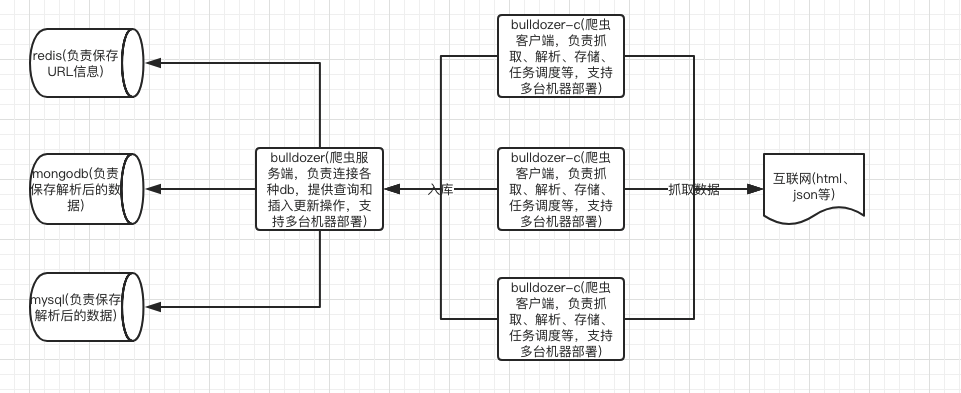 redis(负责保存
URL信息)
mongodb(负责
保存解析后的数
据)
mysql(负责保存
解析后的数据)
bulldozer(爬虫服
务端，负责连接各
种db，提供查询和
插入更新操作，支
持多台机器部署)
入库
bulldozer-c(爬虫
客户端，负责抓
取、解析、存储、
任务调度等，支持
多台机器部署)
bulldozer-c(爬虫
客户端，负责抓
取、解析、存储、
任务调度等，支持
多台机器部署)
bulldozer-c(爬虫
客户端，负责抓
取、解析、存储、
任务调度等，支持
多台机器部署)
抓取数据
互联网(html、
json等)